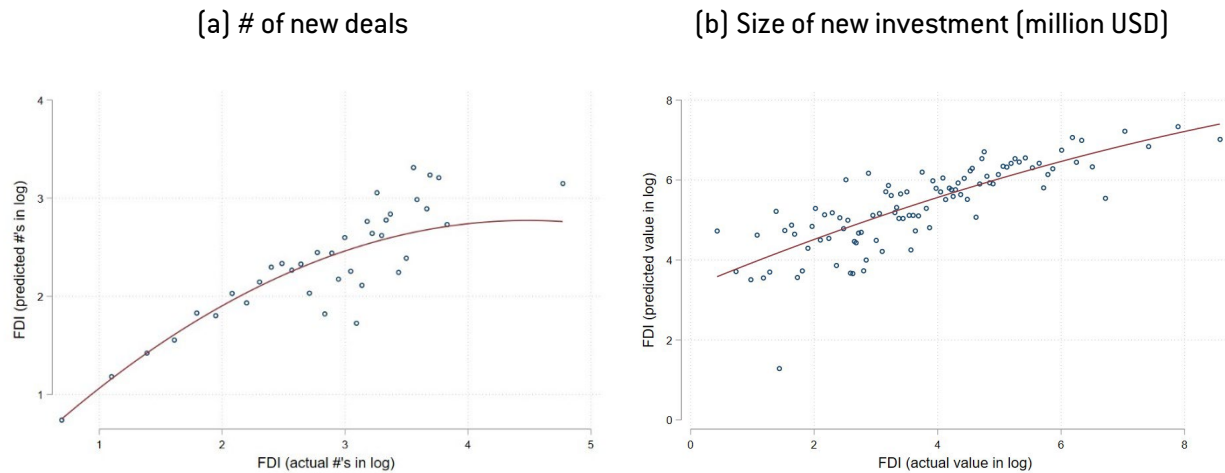 (a) # of new deals
(b) Size of new investment (million USD)
4
3
2
1
FDI (predicted #'s in log)
1 2 3 4 5
FDI (actual #'s in log)
8
6
4
2
0
FDI (predicted value in log)
0 2 4 6 8
FDI (actual value in log)